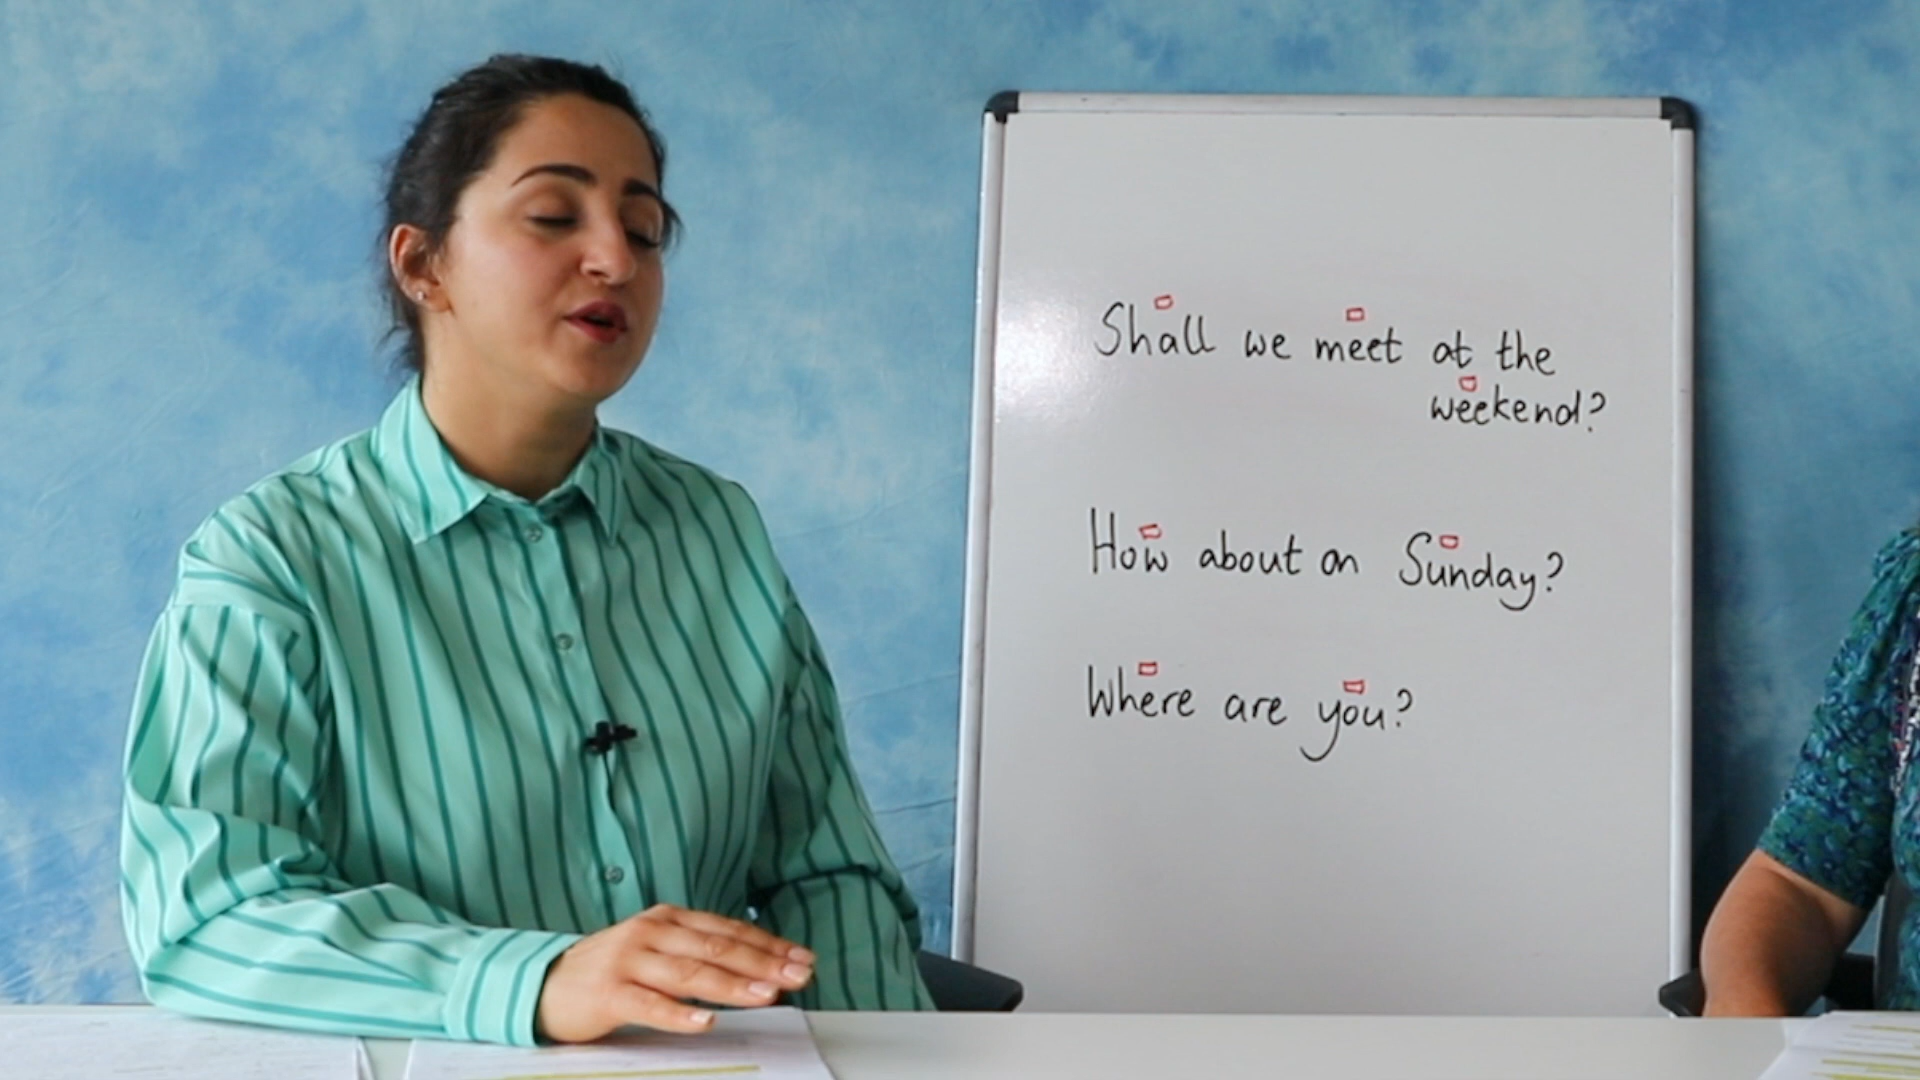 Shall we meet at the
weekend?
How about on Sunday?
Where are you?